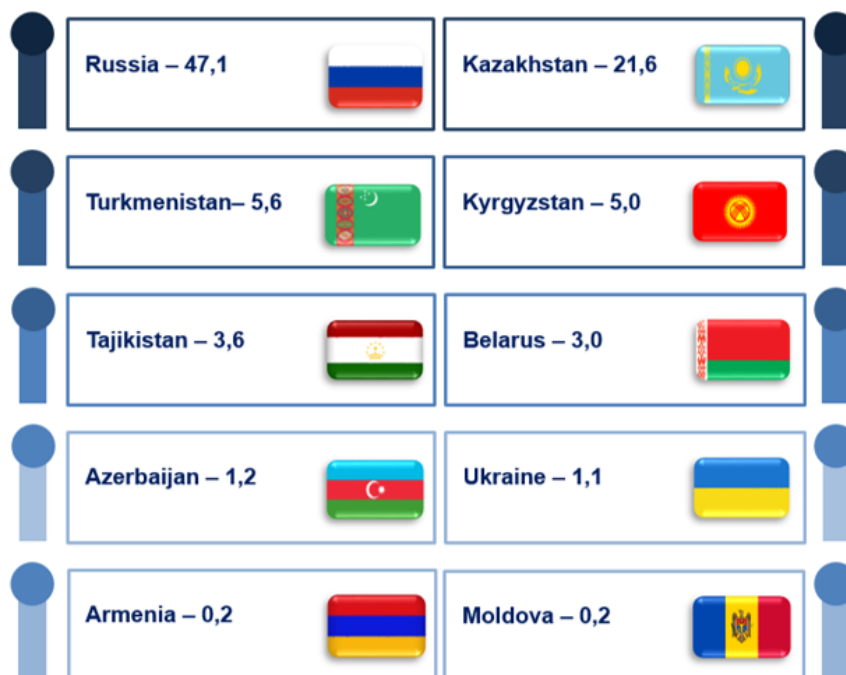 Russia – 47,1
Kazakhstan – 21,6
Turkmenistan– 5,6
Kyrgyzstan – 5,0
Tajikistan – 3,6
Belarus – 3,0
Azerbaijan – 1,2
Ukraine – 1,1
Armenia – 0,2
Moldova – 0,2